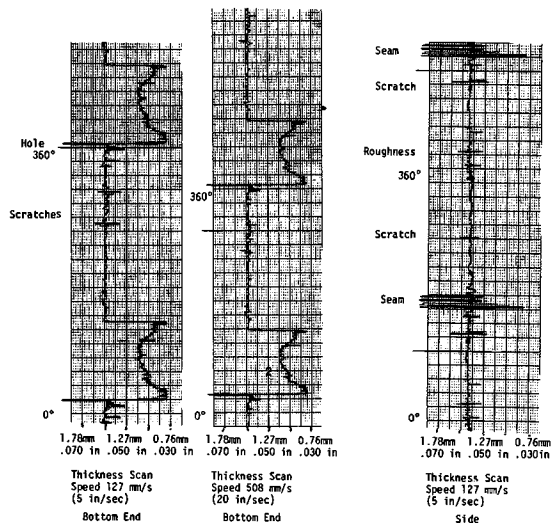 Hole
360°
Scratches
0°
1.78mm 1.27mm 0.76mm
.070 in .050 in .030 in
Thickness Scan
Speed 127 mm/s
(5 in/sec)
Bottom End
360°
0°
1.78mm 1.27mm 0.76mm
.070 in .050 in .030 in
Thickness Scan
Speed 508 mm/s
(20 in/sec)
Bottom End
Seam
Scratch
Roughness
360°
Scratch
Seam
0°
1.78mm 1.27mm 0.76mm
.070 in .050 in .030 in
Thickness Scan
Speed 127 mm/s
(5 in/sec)
Side